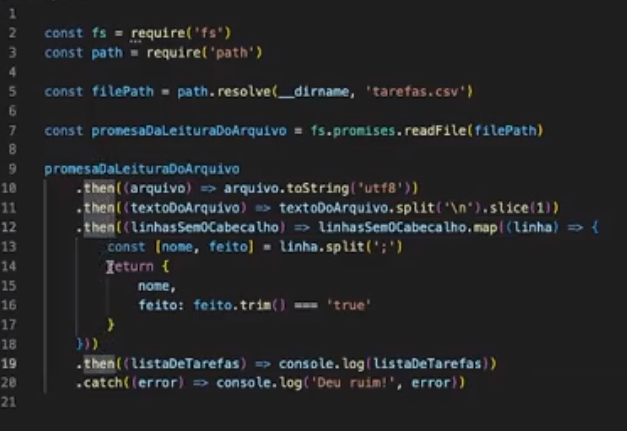 1
2 const fs = require('fs')
3 const path = require('path')
4
5 const filePath = path.resolve(__dirname, 'tarefas.csv')
6
7 const promesaDaLeituraDoArquivo = fs.promises.readFile(filePath)
8
9 promesaDaLeituraDoArquivo
10 .then((arquivo) => arquivo.toString('utf8'))
11 .then((textoDoArquivo) => textoDoArquivo.split('\n').slice(1))
12 .then((linhasSemOCabecalho) => linhasSemOCabecalho.map((linha) => {
13 const [nome, feito] = linha.split(';')
14 return {
15 nome,
16 feito: feito.trim() === 'true'
17 }
18 }))
19 .then((listaDeTarefas) => console.log(listaDeTarefas))
20 .catch((error) => console.log('Deu ruim!', error))
21